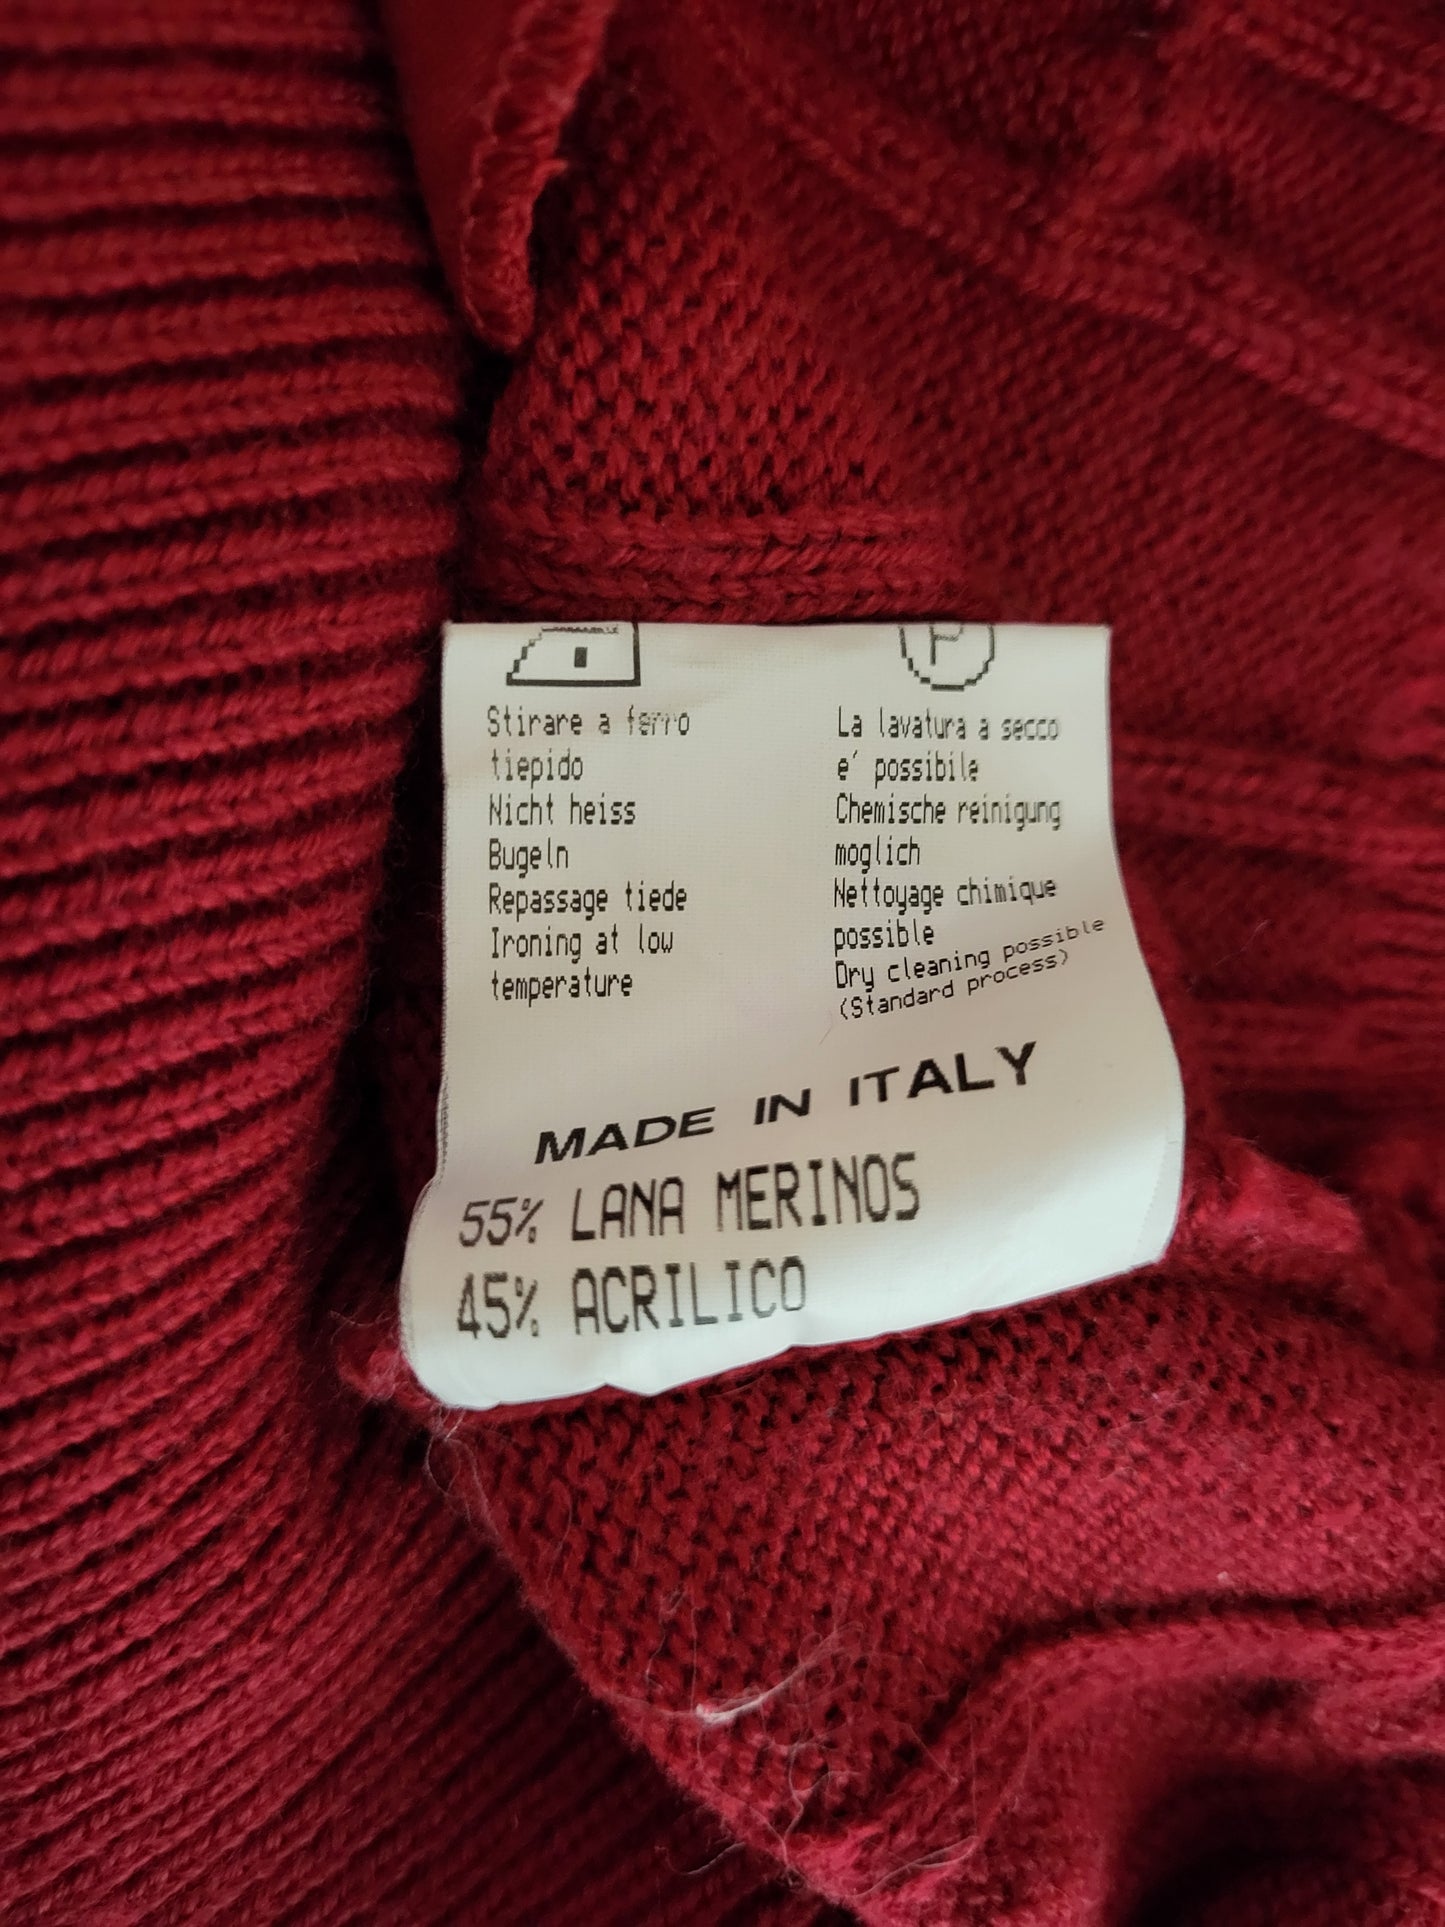 P
Stirare a ferro
tiepido
Nicht heiss
Bugeln
Repassage tiede
Ironing at low
temperature
La lavatura a secco
e' possibile
Chemische reinigung
moglich
Nettoyage chimique
possible
Dry cleaning possible
(Standard process)
MADE IN ITALY
55% LANA MERINOS
45% ACRILICO